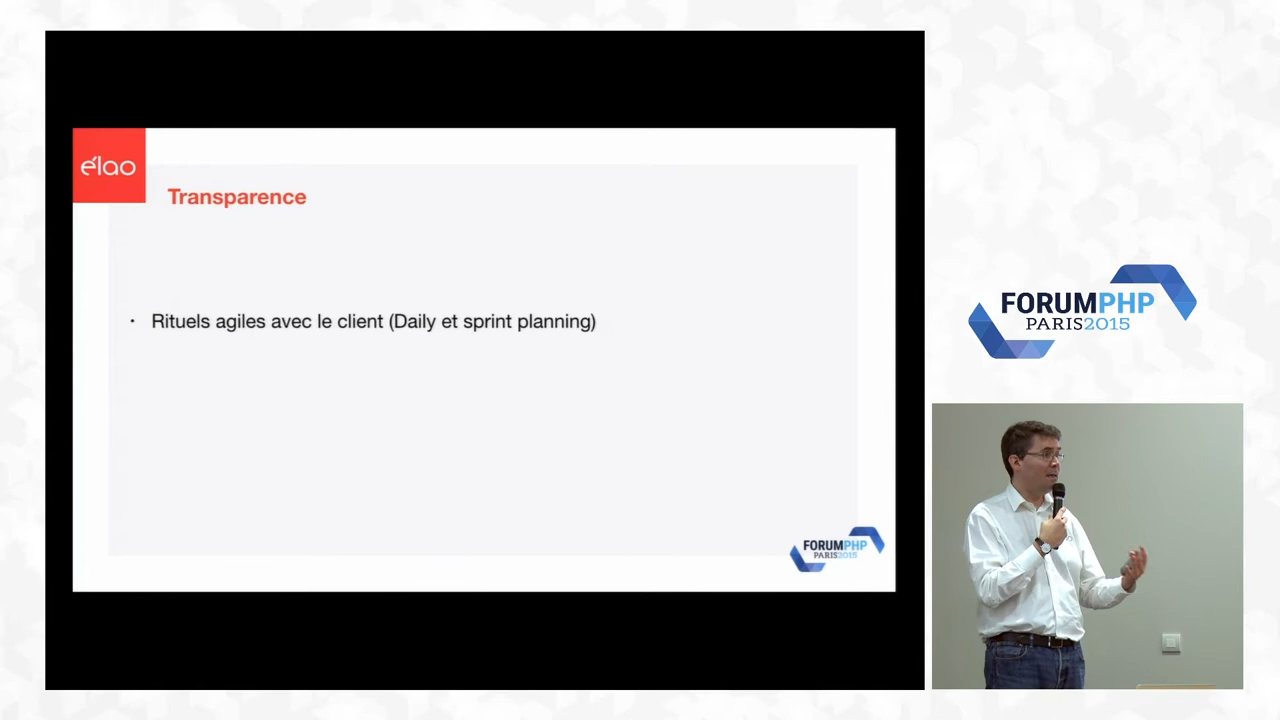 élao
Transparence
· Rituels agiles avec le client (Daily et sprint planning)
FORUMPHP
PARIS2015
FORUMPHP
PARIS2015